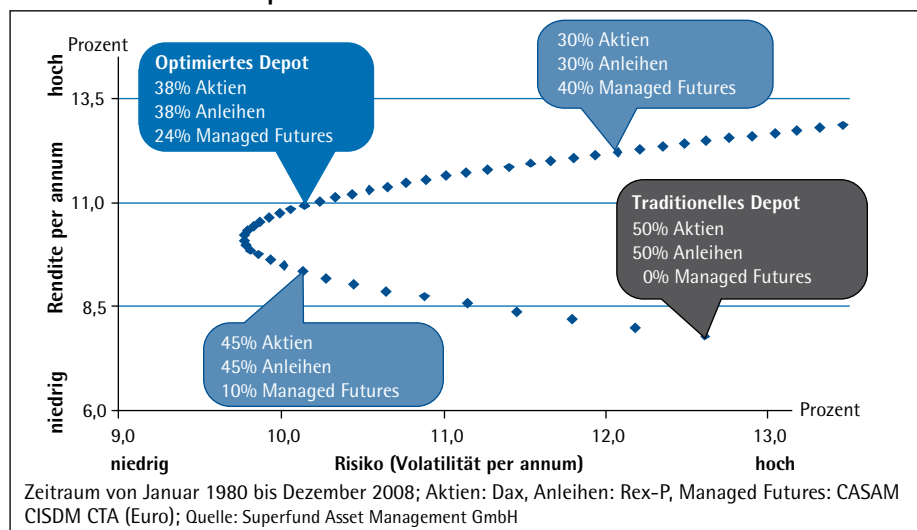 Prozent
hoch
Rendite per annum
niedrig
13,5
11,0
8,5
6,0
Optimiertes Depot
38% Aktien
38% Anleihen
24% Managed Futures
30% Aktien
30% Anleihen
40% Managed Futures
Traditionelles Depot
50% Aktien
50% Anleihen
0% Managed Futures
45% Aktien
45% Anleihen
10% Managed Futures
Prozent
9,0 10,0 11,0 12,0 13,0
niedrig Risiko (Volatilität per annum) hoch
Zeitraum von Januar 1980 bis Dezember 2008; Aktien: Dax, Anleihen: Rex-P, Managed Futures: CASAM
CISDM CTA (Euro); Quelle: Superfund Asset Management GmbH